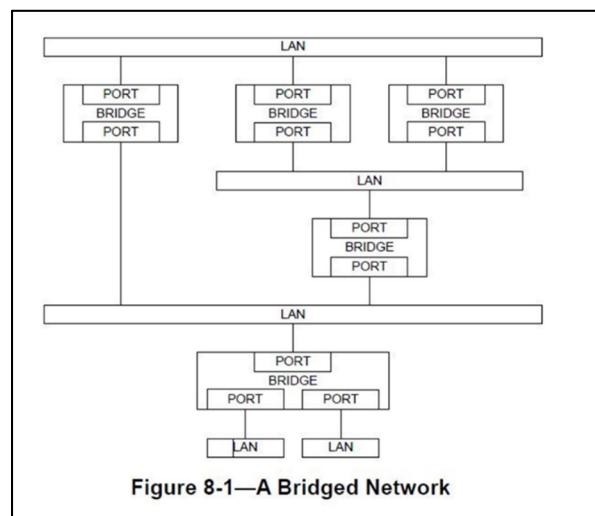 LAN
PORT PORT PORT
BRIDGE BRIDGE BRIDGE
PORT PORT PORT
LAN
PORT
BRIDGE
PORT
LAN
PORT
BRIDGE
PORT PORT
LAN LAN
Figure 8-1—A Bridged Network